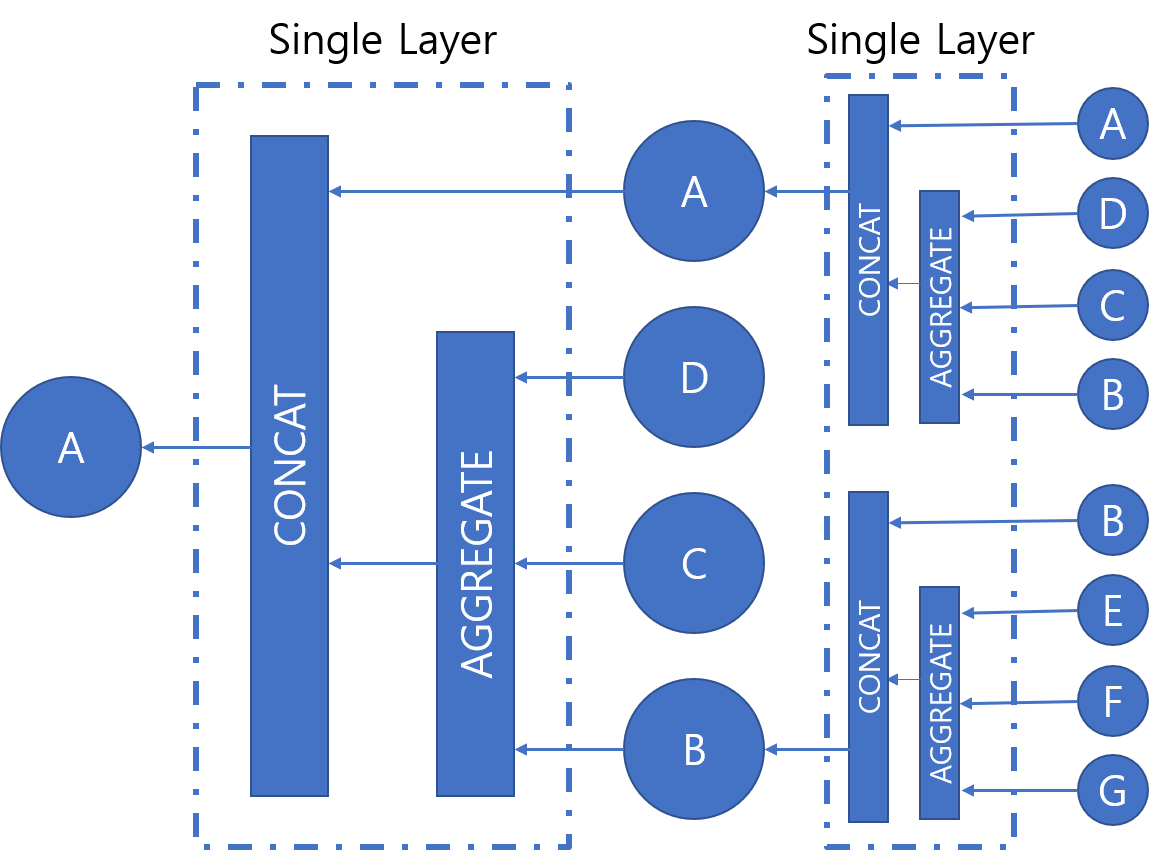 Single Layer
Single Layer
A
CONCAT
AGGREGATE
A
D
C
B
CONCAT
AGGREGATE
A
D
C
B
CONCAT
AGGREGATE
B
E
F
G